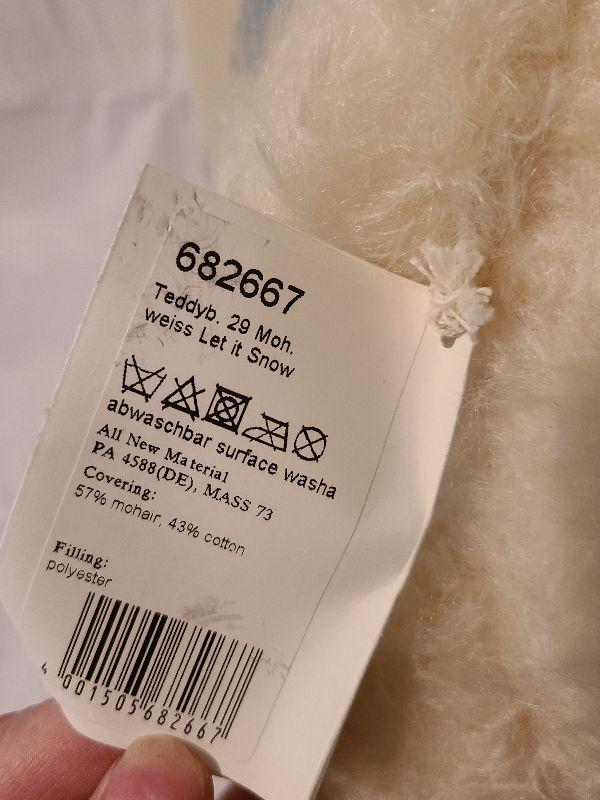 682667
Teddyb. 29 Moh.
weiss Let it Snow
abwaschbar surface washa
All New Material
PA 4588(DE), MASS 73
Covering:
57% mohair, 43% cotton
Filling:
polyester
4 001505 682667